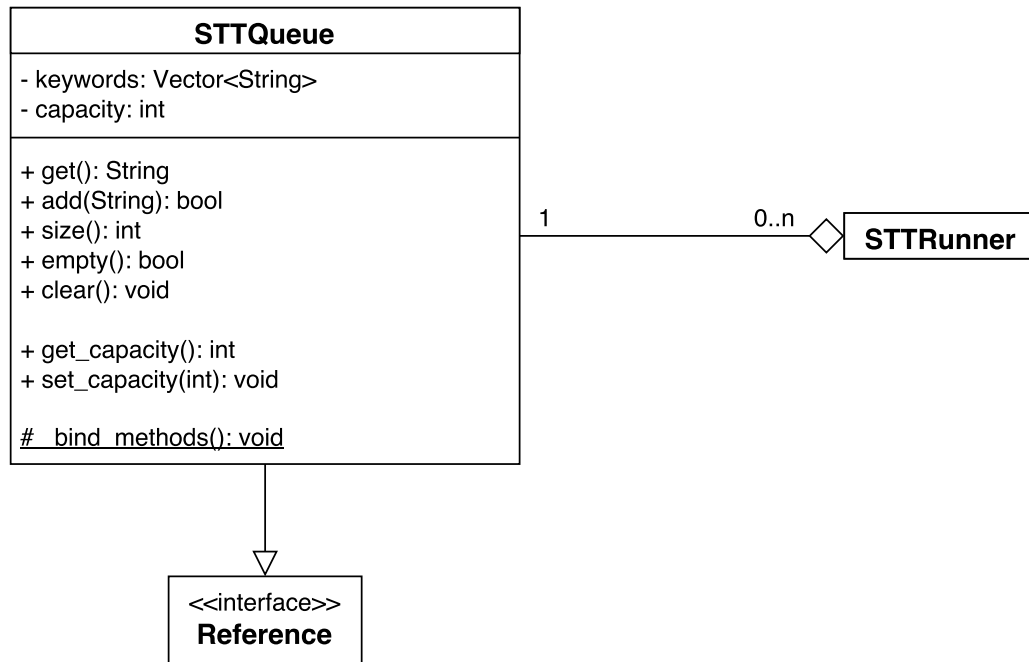 STTQueue
- keywords: Vector<String>
- capacity: int
+ get(): String
+ add(String): bool
+ size(): int
+ empty(): bool
+ clear(): void
+ get_capacity(): int
+ set_capacity(int): void
# _bind_methods(): void
1
0..n
STTRunner
<<interface>>
Reference